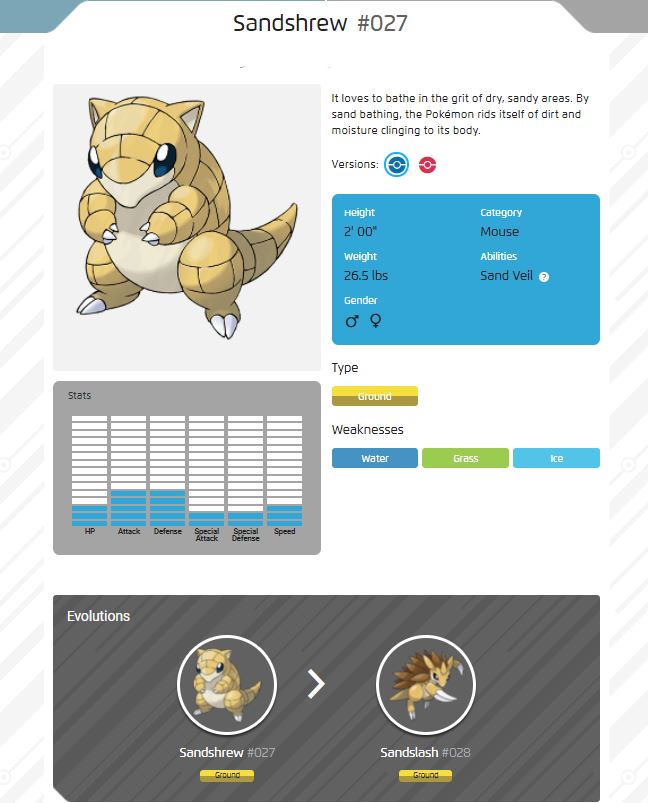 Sandshrew #027
It loves to bathe in the grit of dry, sandy areas. By
sand bathing, the Pokémon rids itself of dirt and
moisture clinging to its body.
Versions:
Height
2' 00"
Category
Mouse
Weight
26.5 lbs
Abilities
Sand Veil ?
Gender
Type
Ground
Weaknesses
Water
Grass
Ice
Stats
HP
Attack
Defense
Special
Attack
Special
Defense
Speed
Evolutions
Sandshrew #027
Ground
Sandslash #028
Ground